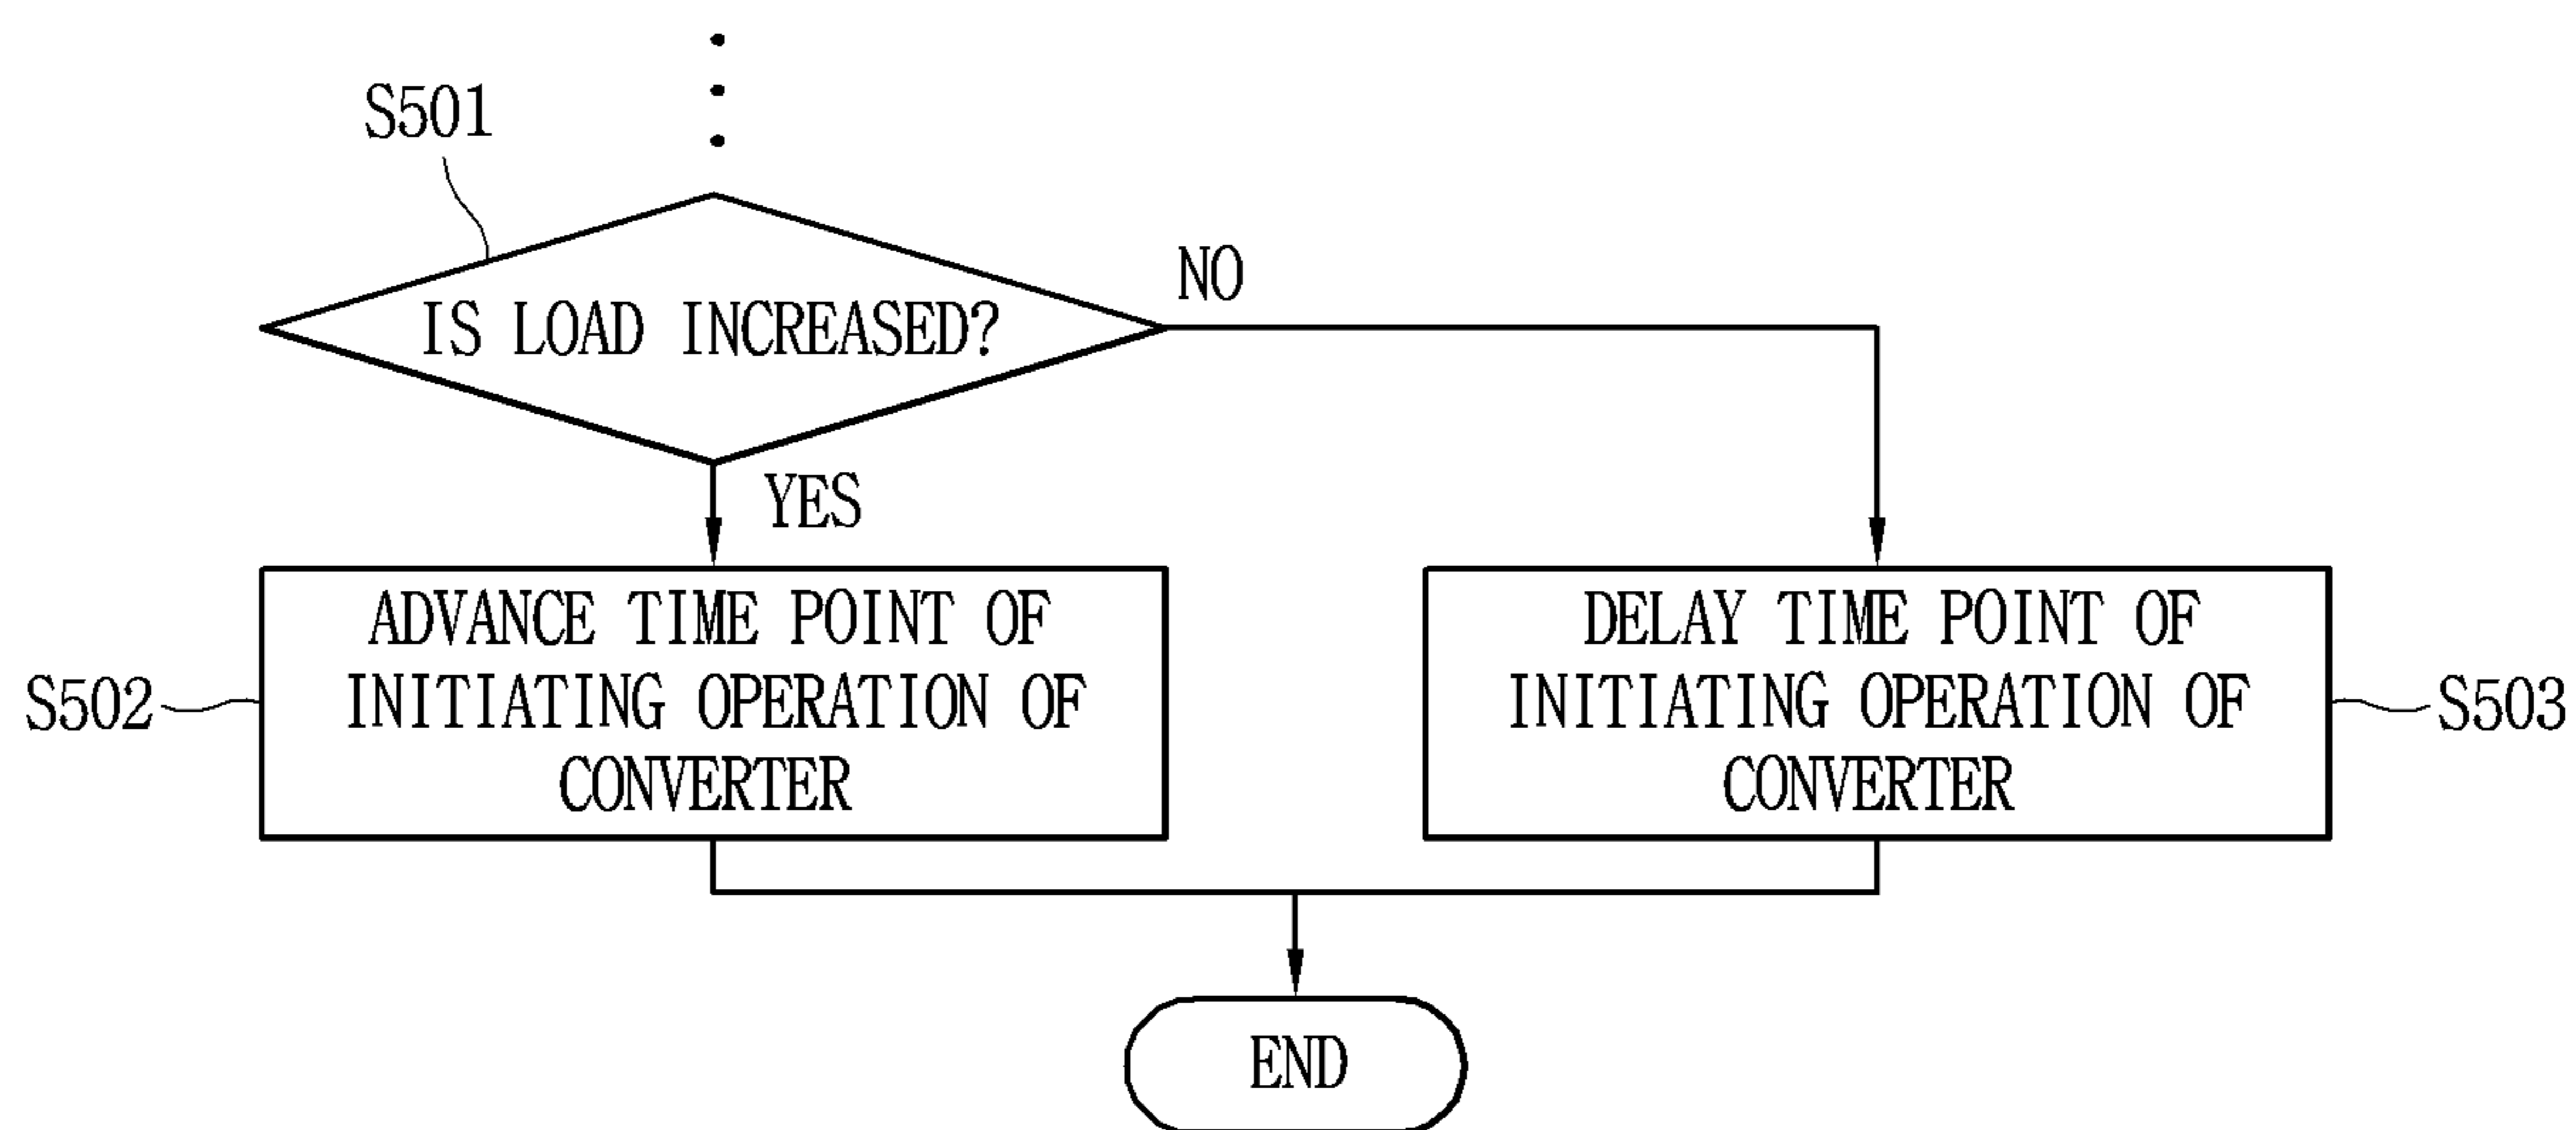 S501
IS LOAD INCREASED?
NO
YES
S502
ADVANCE TIME POINT OF
INITIATING OPERATION OF
CONVERTER
DELAY TIME POINT OF
INITIATING OPERATION OF
CONVERTER
S503
END